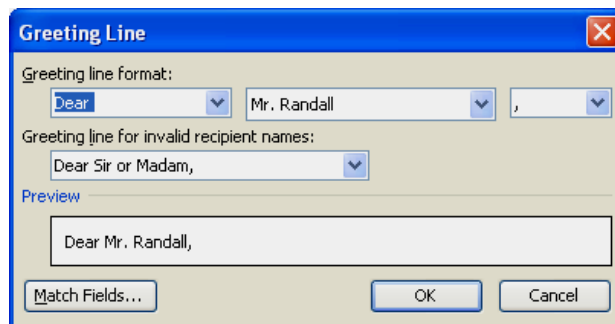 Greeting Line
Greeting line format:
Dear Mr. Randall ,
Greeting line for invalid recipient names:
Dear Sir or Madam,
Preview
Dear Mr. Randall,
Match Fields... OK Cancel